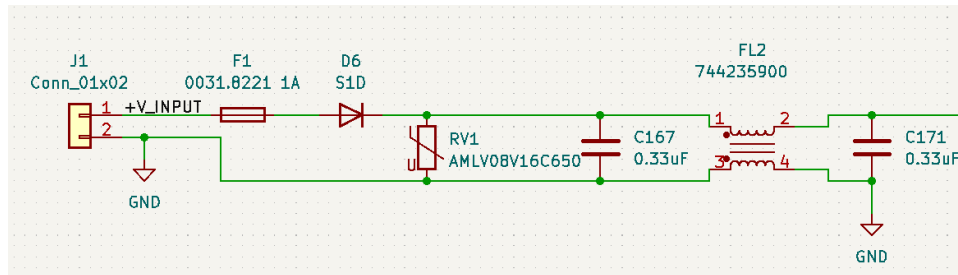 J1
Conn_01x02
F1
0031.8221 1A
D6
S1D
FL2
744235900
+V_INPUT
1
2
RV1
AMLV08V16C650
U
C167
0.33uF
1
2
3
4
C171
0.33uF
GND
GND